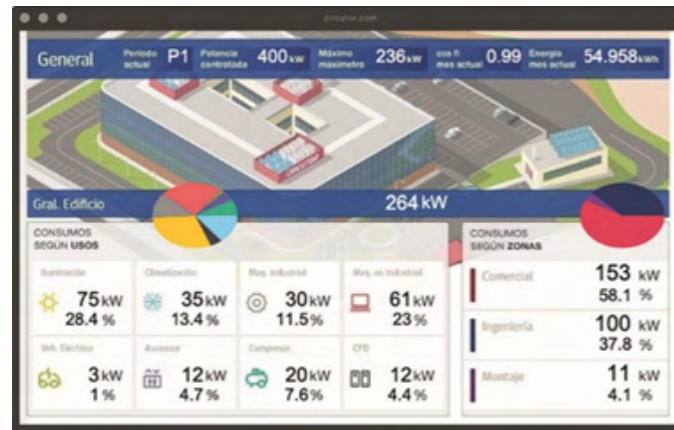 circutor.com
General
Periodo actual P1
Potencia contratada 400 kW
Máximo maxímetro 236 kW
cos fi mes actual 0.99
Energía mes actual 54.958 kWh
CIRCUTOR
Gral. Edificio
264 kW
CONSUMOS
SEGÚN USOS
Iluminación
75 kW
28.4 %
Climatización
35 kW
13.4 %
Maq. Industrial
30 kW
11.5 %
Maq. no Industrial
61 kW
23 %
Veh. Eléctrico
3 kW
1 %
Ascensor
12 kW
4.7 %
Compresor
20 kW
7.6 %
CPD
12 kW
4.4 %
CONSUMOS
SEGÚN ZONAS
Comercial
153 kW
58.1 %
Ingeniería
100 kW
37.8 %
Montaje
11 kW
4.1 %